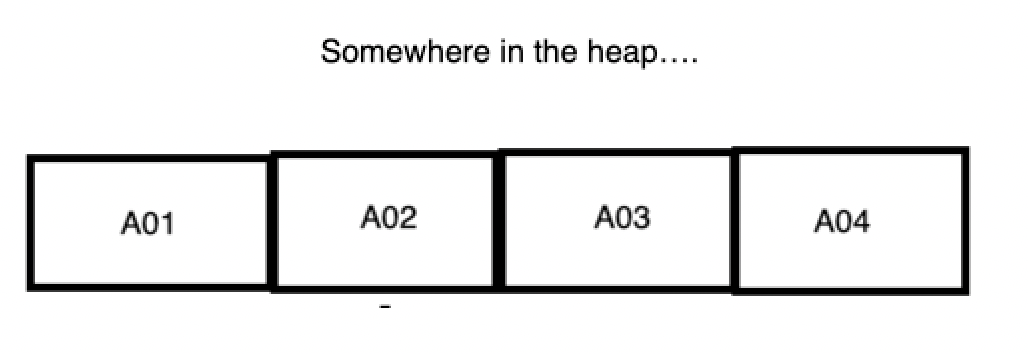 Somewhere in the heap....
A01 A02 A03 A04
-